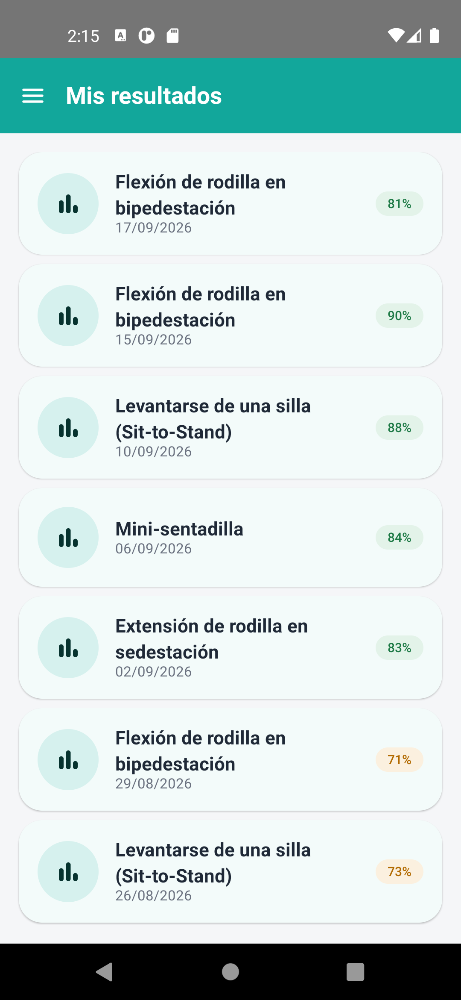 2:15
Mis resultados
Flexión de rodilla en
bipedestación
17/09/2026
81%
Flexión de rodilla en
bipedestación
15/09/2026
90%
Levantarse de una silla
(Sit-to-Stand)
10/09/2026
88%
Mini-sentadilla
06/09/2026
84%
Extensión de rodilla en
sedestación
02/09/2026
83%
Flexión de rodilla en
bipedestación
29/08/2026
71%
Levantarse de una silla
(Sit-to-Stand)
26/08/2026
73%